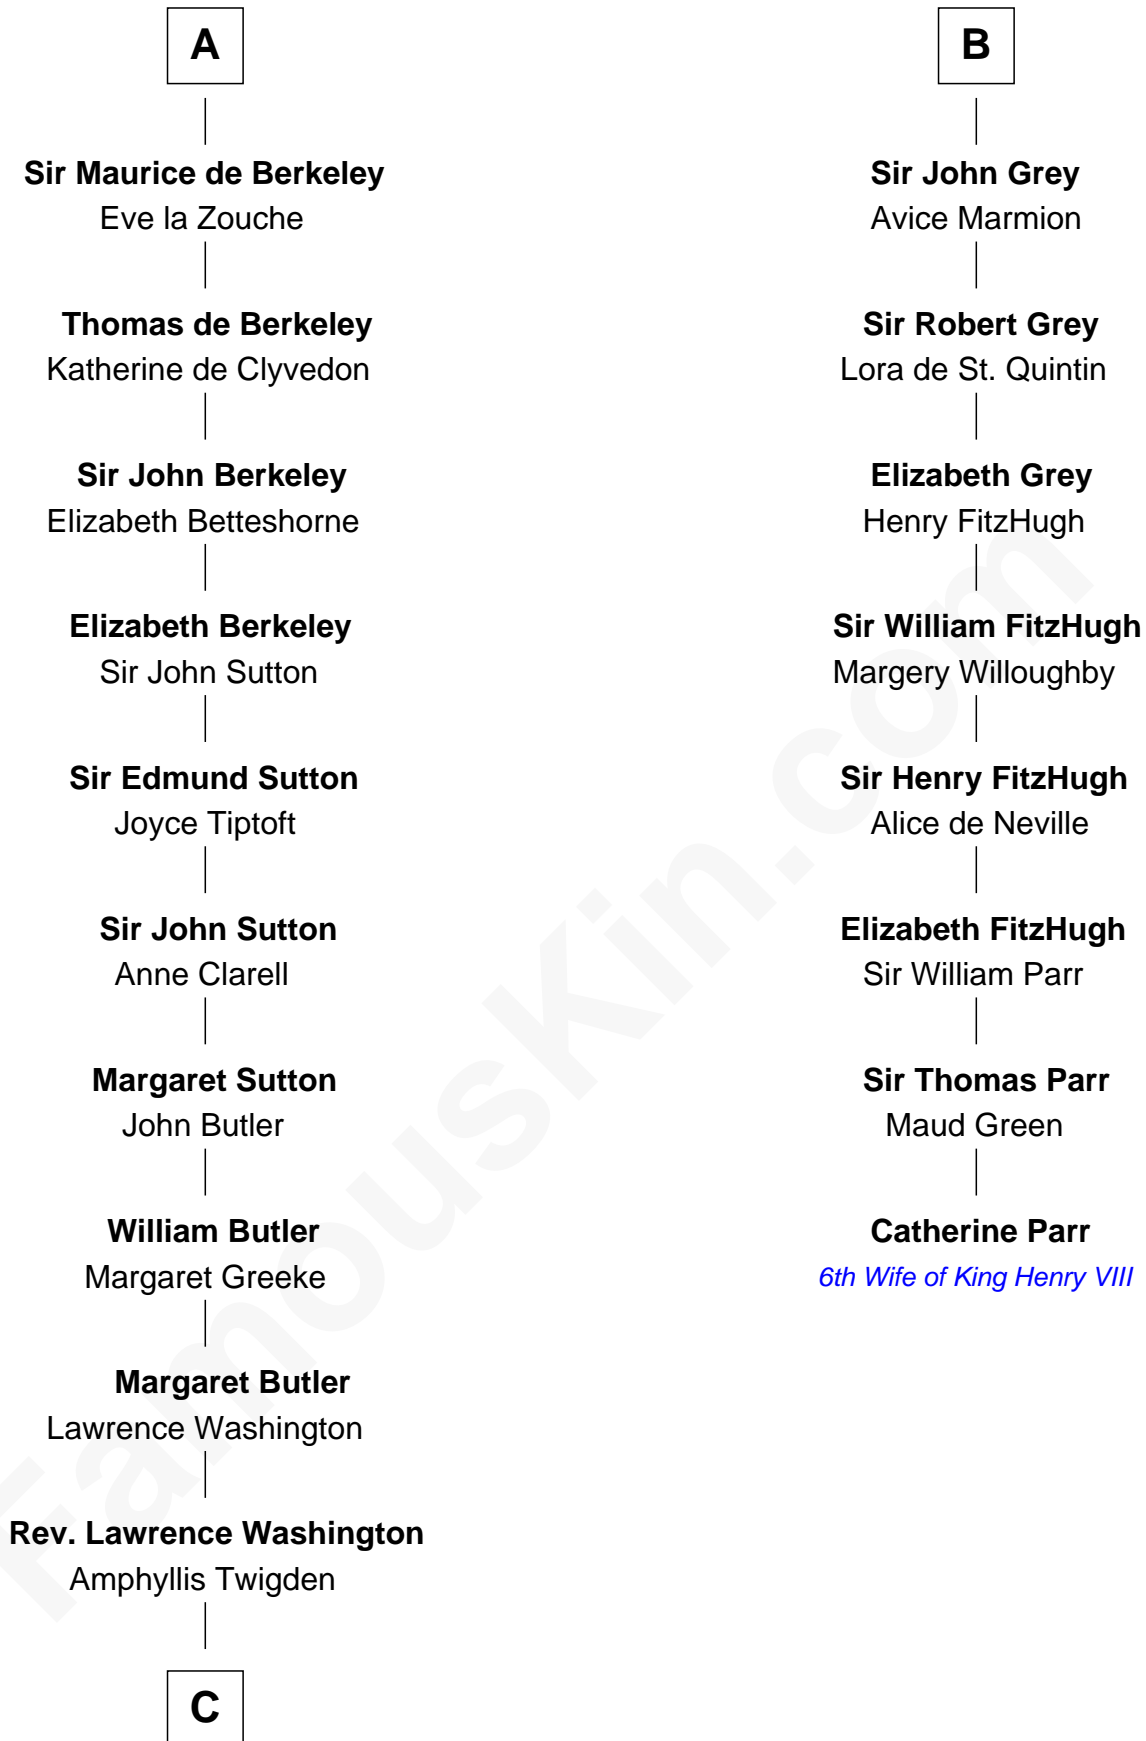 A
Sir Maurice de Berkeley
Eve la Zouche
Thomas de Berkeley
Katherine de Clyvedon
Sir John Berkeley
Elizabeth Betteshorne
Elizabeth Berkeley
Sir John Sutton
Sir Edmund Sutton
Joyce Tiptoft
Sir John Sutton
Anne Clarell
Margaret Sutton
John Butler
William Butler
Margaret Greeke
Margaret Butler
Lawrence Washington
Rev. Lawrence Washington
Amphyllis Twigden
C
B
Sir John Grey
Avice Marmion
Sir Robert Grey
Lora de St. Quintin
Elizabeth Grey
Henry FitzHugh
Sir William FitzHugh
Margery Willoughby
Sir Henry FitzHugh
Alice de Neville
Elizabeth FitzHugh
Sir William Parr
Sir Thomas Parr
Maud Green
Catherine Parr
6th Wife of King Henry VIII
FamousKin.com